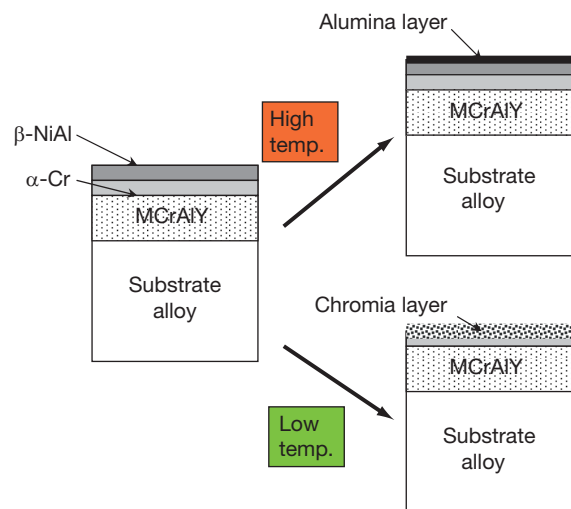 Alumina layer
High
temp.
MCrAlY
β-NiAl
α-Cr
Substrate
alloy
MCrAlY
Substrate
alloy
Chromia layer
MCrAlY
Low
temp.
Substrate
alloy